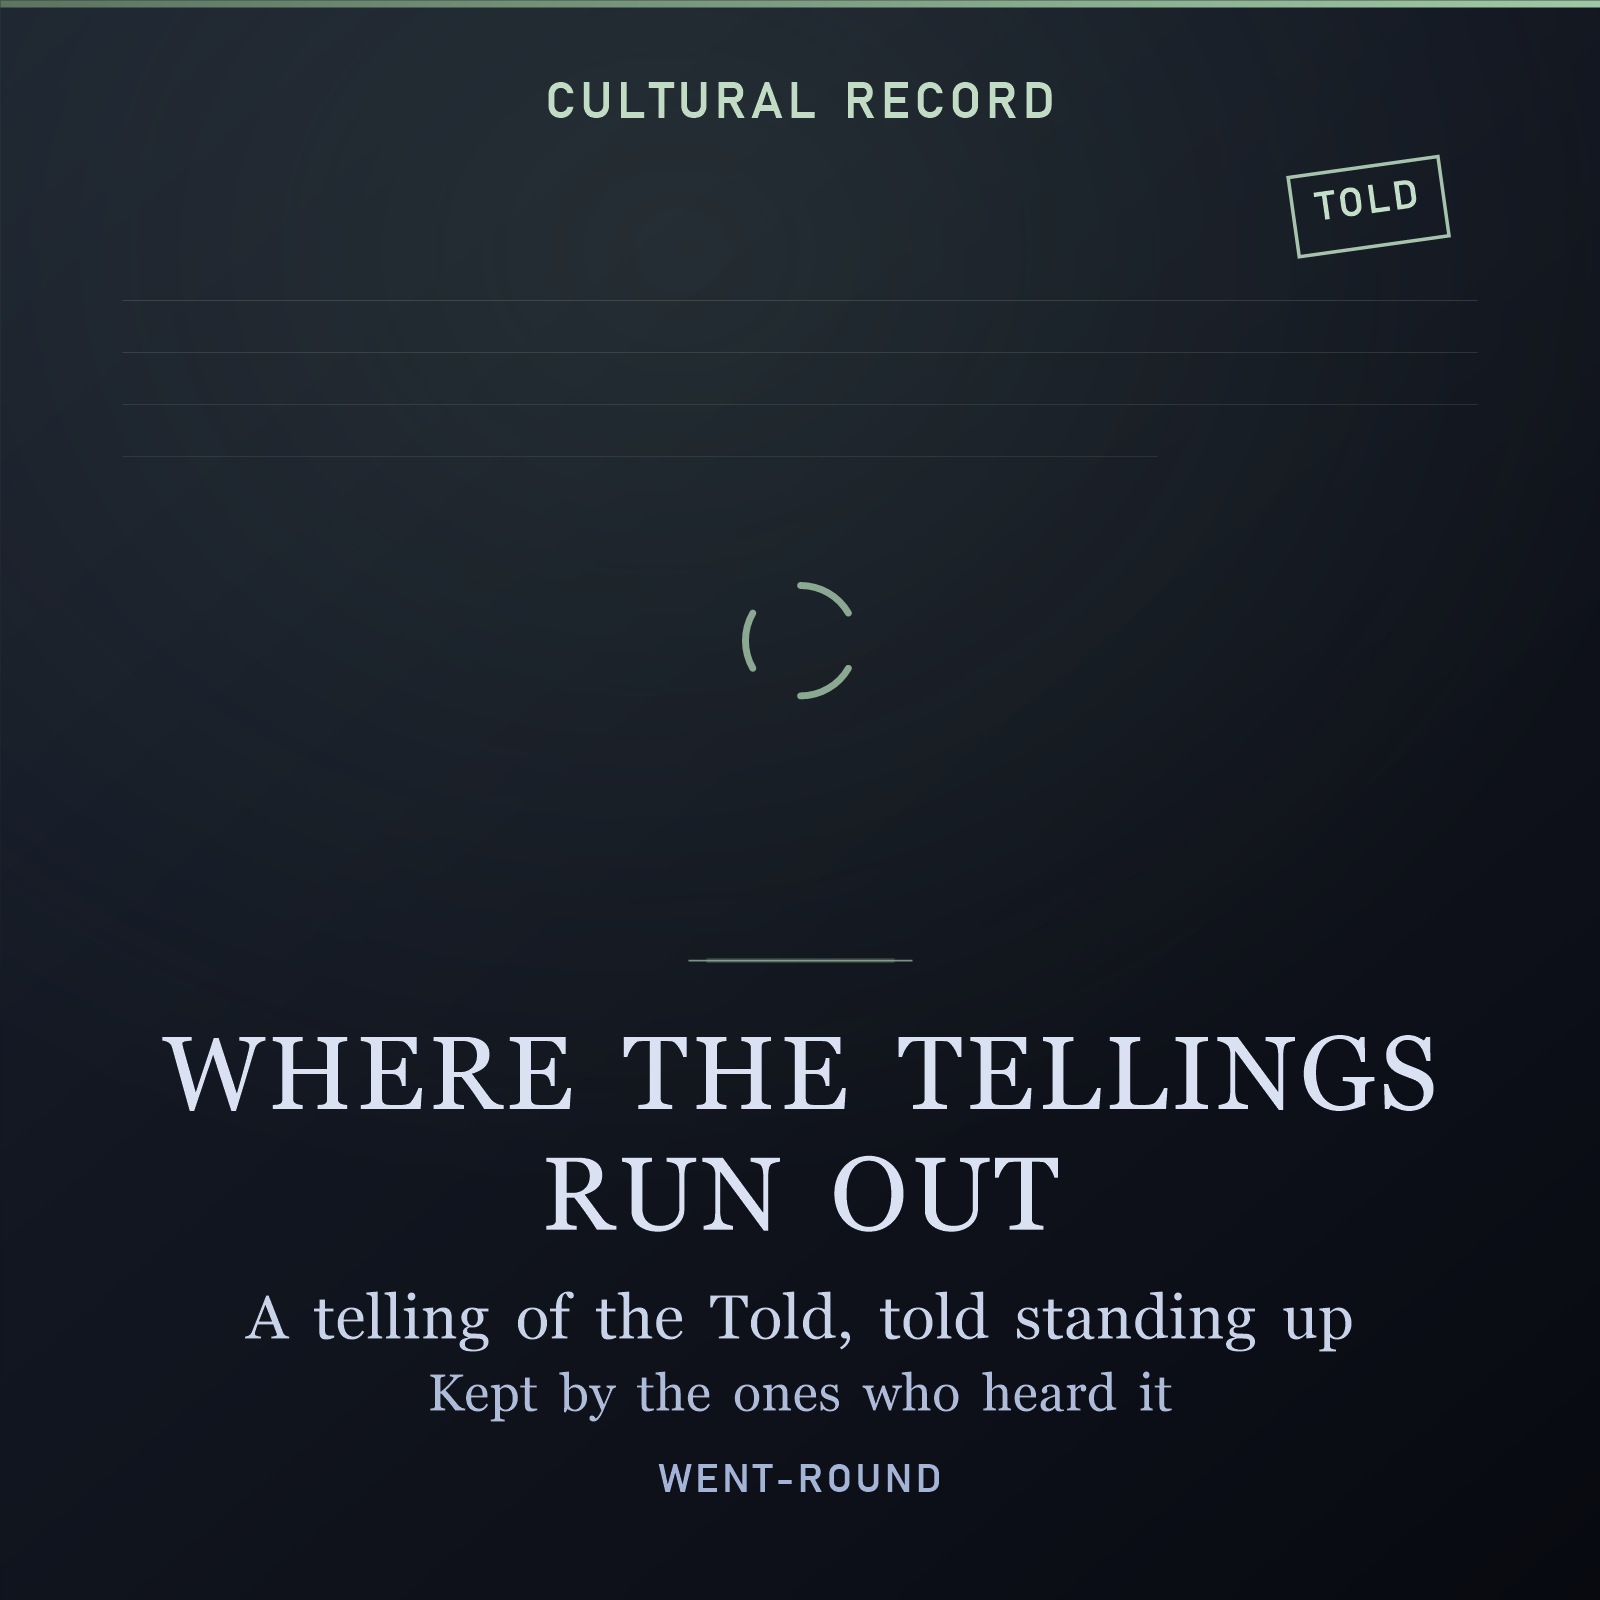 CULTURAL RECORD
TOLD
WHERE THE TELLINGS
RUN OUT
A telling of the Told, told standing up
Kept by the ones who heard it
WENT-ROUND